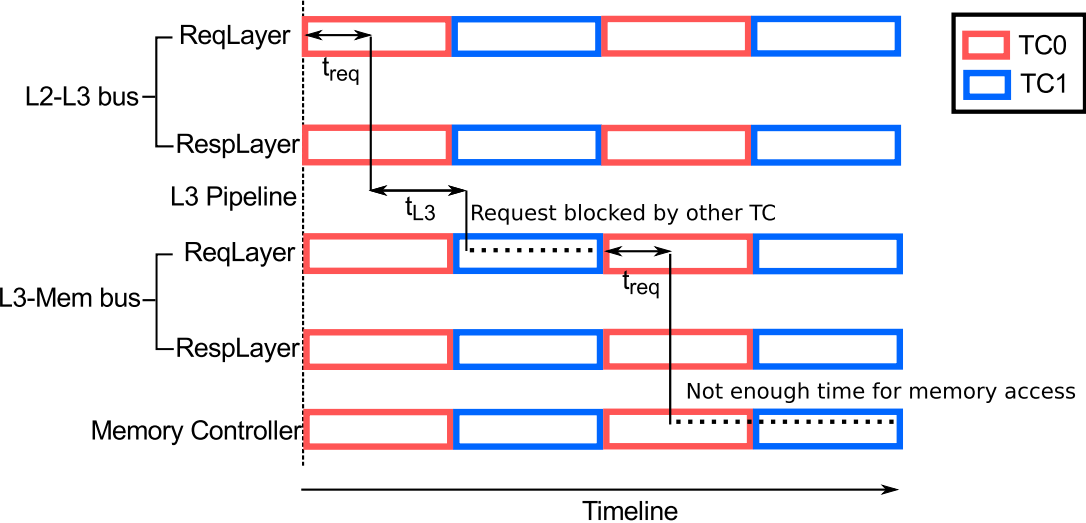 ReqLayer
TC0
t_req
TC1
L2-L3 bus
RespLayer
L3 Pipeline
t_L3
Request blocked by other TC
ReqLayer
t_req
L3-Mem bus
RespLayer
Not enough time for memory access
Memory Controller
Timeline